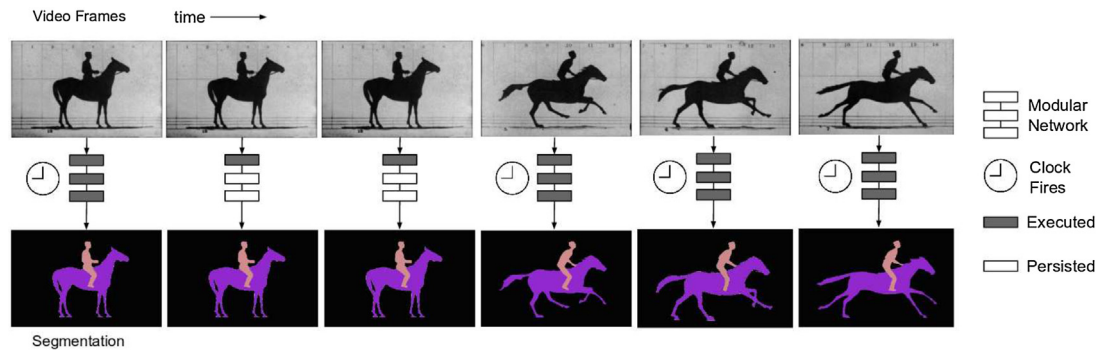 Video Frames
time
Modular
Network
Clock
Fires
Executed
Persisted
Segmentation